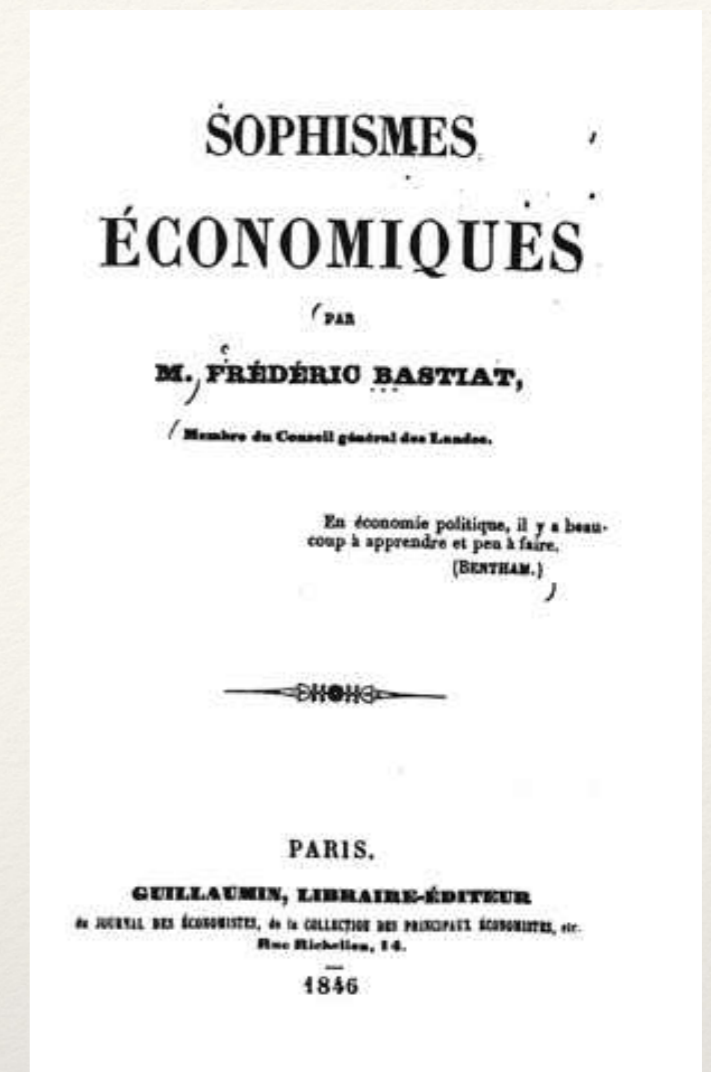 SOPHISMES
ÉCONOMIQUES
PAR
M. FRÉDÉRIC BASTIAT,
Membre du Conseil général des Landes.
En économie politique, il y a beau-
coup à apprendre et peu à faire.
(BENTHAM.)
PARIS.
GUILLAUMIN, LIBRAIRE-ÉDITEUR
du JOURNAL DES ÉCONOMISTES, de la COLLECTION DES PRINCIPAUX ÉCONOMISTES, etc.
Rue Richelieu, 14.
1846